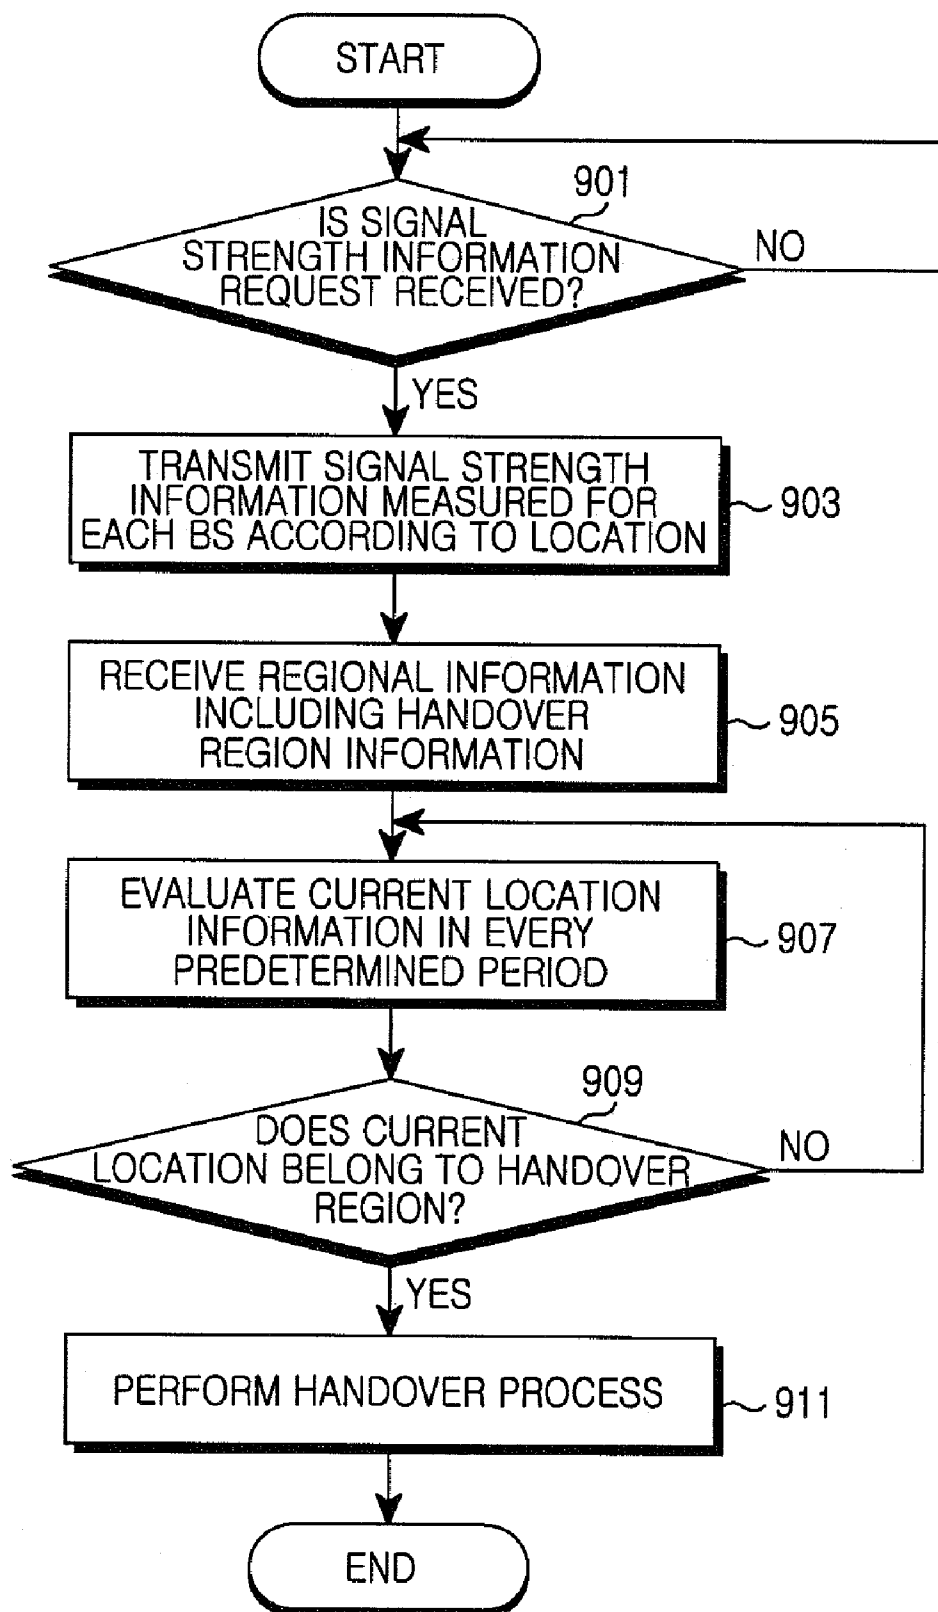 START
901
IS SIGNAL
STRENGTH INFORMATION
REQUEST RECEIVED?
NO
YES
TRANSMIT SIGNAL STRENGTH
INFORMATION MEASURED FOR
EACH BS ACCORDING TO LOCATION
903
RECEIVE REGIONAL INFORMATION
INCLUDING HANDOVER
REGION INFORMATION
905
EVALUATE CURRENT LOCATION
INFORMATION IN EVERY
PREDETERMINED PERIOD
907
909
DOES CURRENT
LOCATION BELONG TO HANDOVER
REGION?
NO
YES
PERFORM HANDOVER PROCESS
911
END